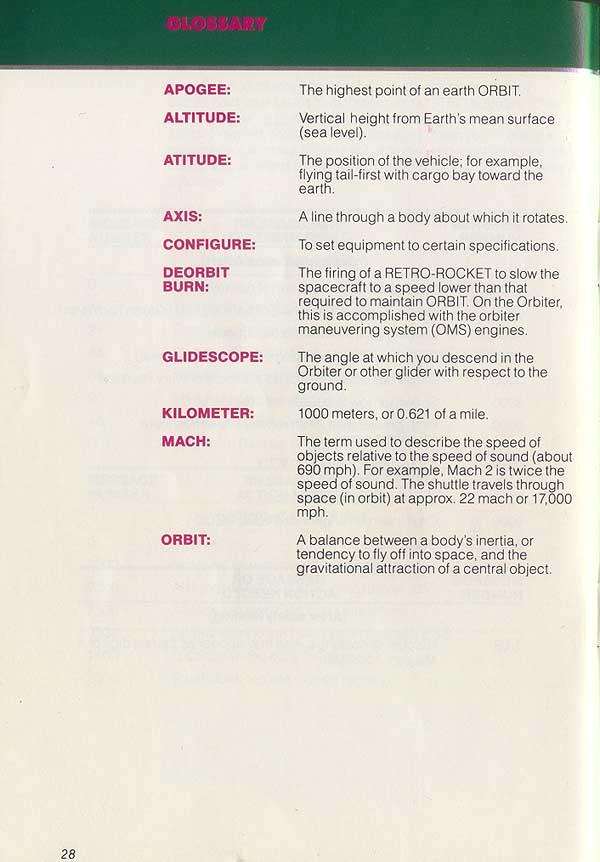 GLOSSARY
APOGEE: The highest point of an earth ORBIT.
ALTITUDE: Vertical height from Earth's mean surface
(sea level).
ATITUDE: The position of the vehicle; for example,
flying tail-first with cargo bay toward the
earth.
AXIS: A line through a body about which it rotates.
CONFIGURE: To set equipment to certain specifications.
DEORBIT The firing of a RETRO-ROCKET to slow the
BURN: spacecraft to a speed lower than that
required to maintain ORBIT. On the Orbiter,
this is accomplished with the orbiter
maneuvering system (OMS) engines.
GLIDESCOPE: The angle at which you descend in the
Orbiter or other glider with respect to the
ground.
KILOMETER: 1000 meters, or 0.621 of a mile.
MACH: The term used to describe the speed of
objects relative to the speed of sound (about
690 mph). For example, Mach 2 is twice the
speed of sound. The shuttle travels through
space (in orbit) at approx. 22 mach or 17,000
mph.
ORBIT: A balance between a body's inertia, or
tendency to fly off into space, and the
gravitational attraction of a central object.
28